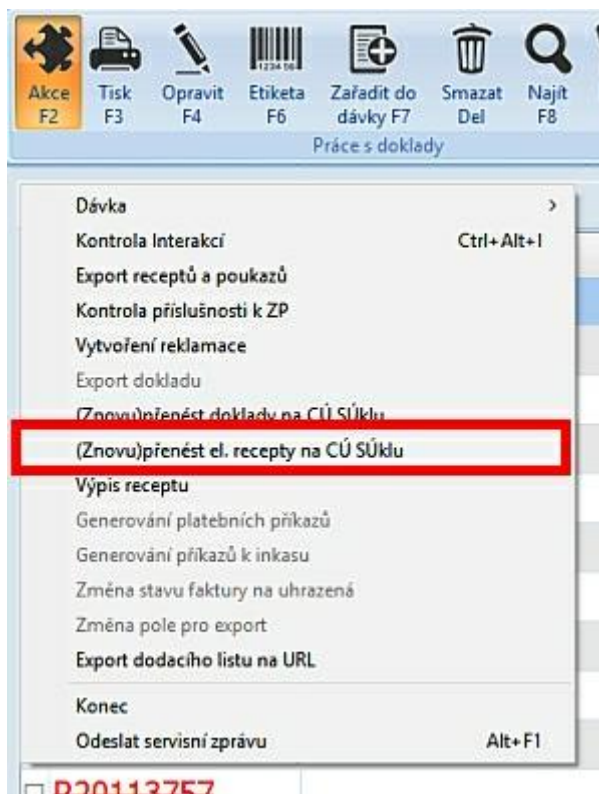 1234 56
Akce Tisk Opravit Etiketa Zařadit do Smazat Najít
F2 F3 F4 F6 dávky F7 Del F8
Práce s doklady
Dávka >
Kontrola Interakcí Ctrl+Alt+I
Export receptů a poukazů
Kontrola příslušnosti k ZP
Vytvoření reklamace
Export dokladu
(Znovu)přenést doklady na CÚ SÚklu
(Znovu)přenést el. recepty na CÚ SÚklu
Výpis receptu
Generování platebních příkazů
Generování příkazů k inkasu
Změna stavu faktury na uhrazená
Změna pole pro export
Export dodacího listu na URL
Konec
Odeslat servisní zprávu Alt+F1
R20113757